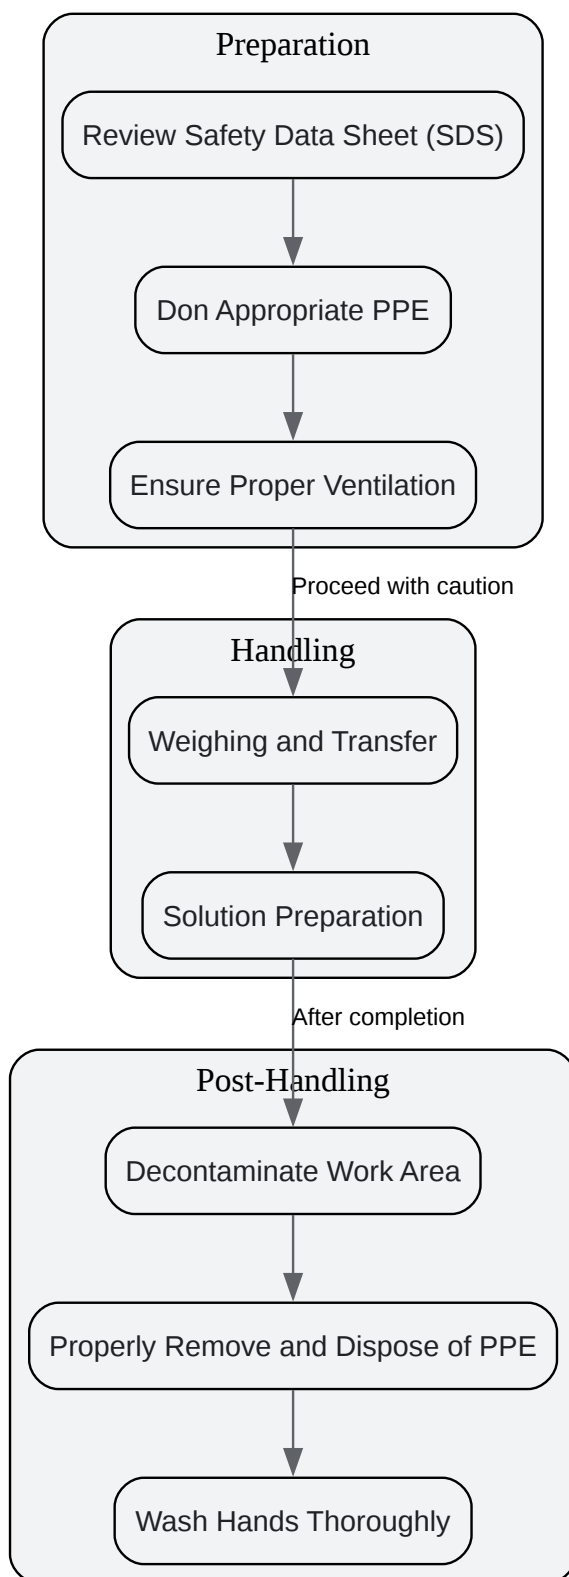 Preparation
Review Safety Data Sheet (SDS)
Don Appropriate PPE
Ensure Proper Ventilation
Proceed with caution
Handling
Weighing and Transfer
Solution Preparation
After completion
Post-Handling
Decontaminate Work Area
Properly Remove and Dispose of PPE
Wash Hands Thoroughly